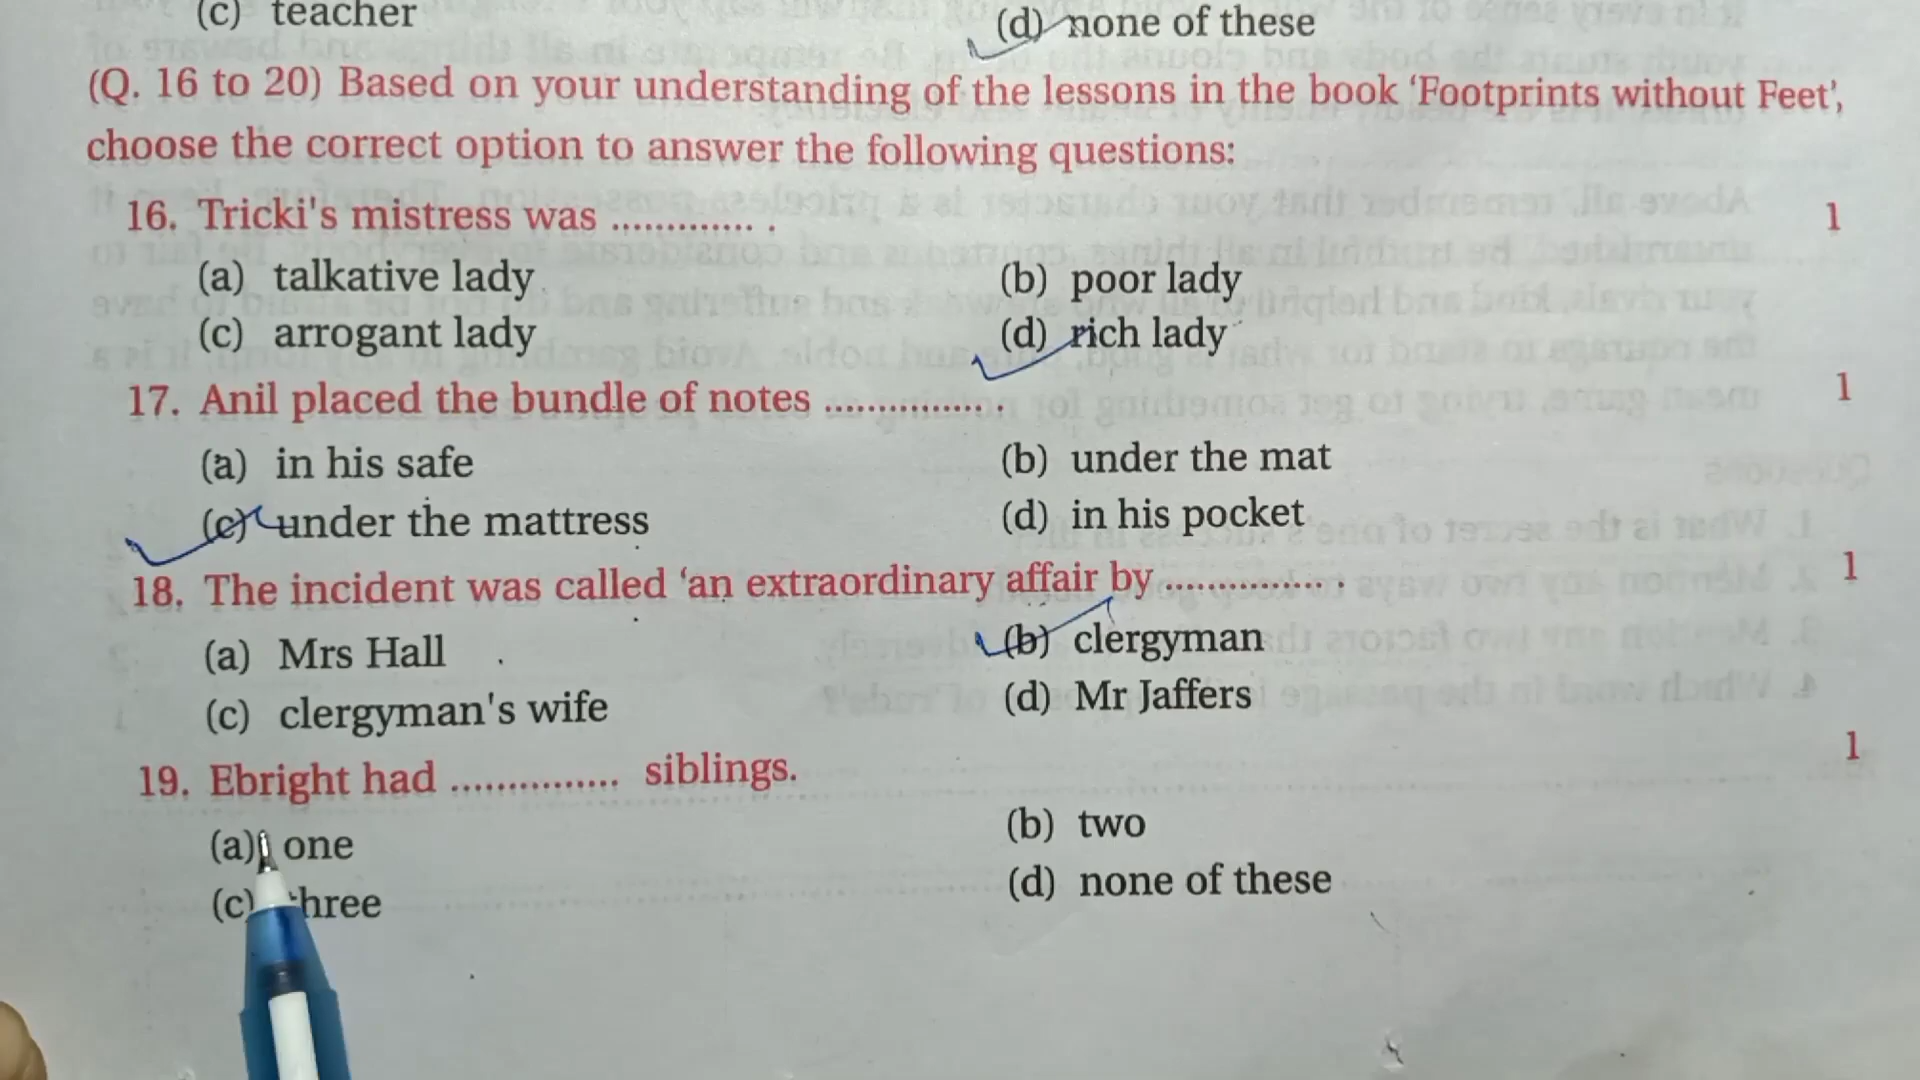 (c) teacher (d) none of these
(Q. 16 to 20) Based on your understanding of the lessons in the book 'Footprints without Feet',
choose the correct option to answer the following questions:
16. Tricki's mistress was ............. . 1
(a) talkative lady (b) poor lady
(c) arrogant lady (d) rich lady
17. Anil placed the bundle of notes ............... . 1
(a) in his safe (b) under the mat
(c) under the mattress (d) in his pocket
18. The incident was called 'an extraordinary affair by ............... . 1
(a) Mrs Hall (b) clergyman
(c) clergyman's wife (d) Mr Jaffers
19. Ebright had ............... siblings. 1
(a) one (b) two
(c) three (d) none of these